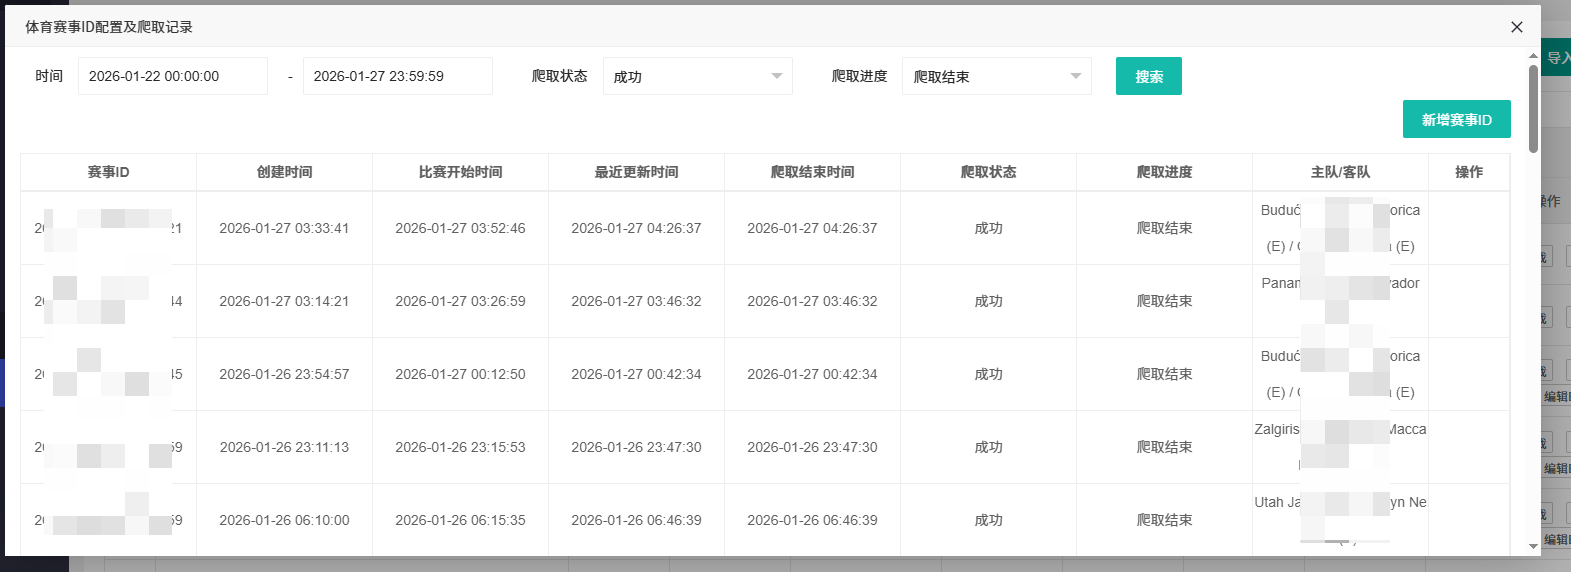 体育赛事ID配置及爬取记录
时间 2026-01-22 00:00:00 - 2026-01-27 23:59:59 爬取状态 成功 爬取进度 爬取结束 搜索
导入
新增赛事ID
赛事ID 创建时间 比赛开始时间 最近更新时间 爬取结束时间 爬取状态 爬取进度 主队/客队 操作
操作
2026-01-27 03:33:41 2026-01-27 03:52:46 2026-01-27 04:26:37 2026-01-27 04:26:37 成功 爬取结束
(E) / (E)
2026-01-27 03:14:21 2026-01-27 03:26:59 2026-01-27 03:46:32 2026-01-27 03:46:32 成功 爬取结束
2026-01-26 23:54:57 2026-01-27 00:12:50 2026-01-27 00:42:34 2026-01-27 00:42:34 成功 爬取结束
(E) / (E)
编辑
2026-01-26 23:11:13 2026-01-26 23:15:53 2026-01-26 23:47:30 2026-01-26 23:47:30 成功 爬取结束 Zalgiris Macca
编辑
2026-01-26 06:10:00 2026-01-26 06:15:35 2026-01-26 06:46:39 2026-01-26 06:46:39 成功 爬取结束 Utah Ja yn Ne
编辑